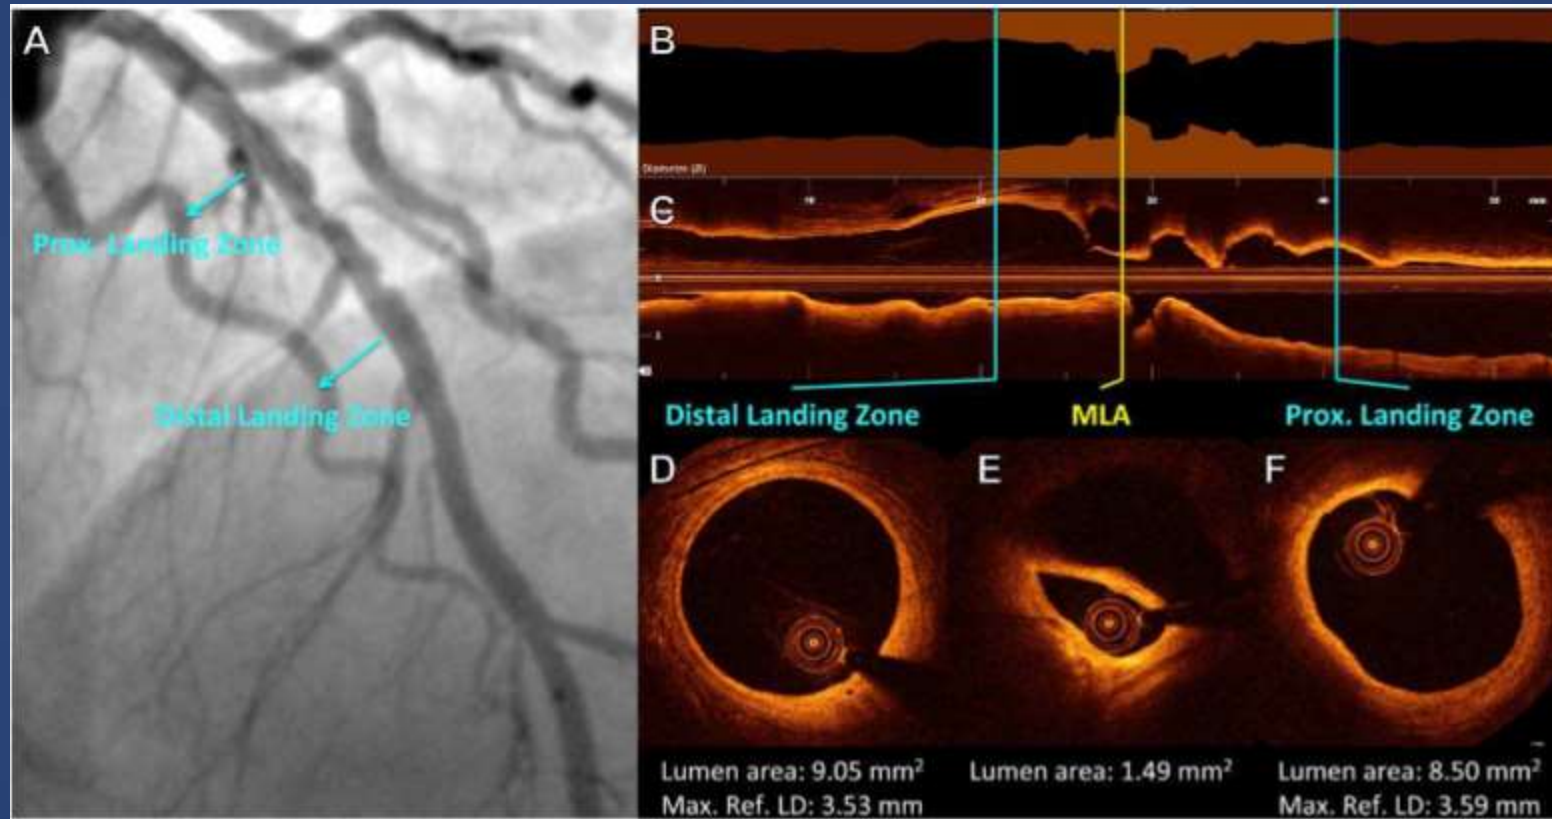 A
Prox. Landing Zone
Distal Landing Zone
B
Diameter (Ø)
C
Distal Landing Zone
MLA
Prox. Landing Zone
D
E
F
Lumen area: 9.05 mm²
Max. Ref. LD: 3.53 mm
Lumen area: 1.49 mm²
Lumen area: 8.50 mm²
Max. Ref. LD: 3.59 mm